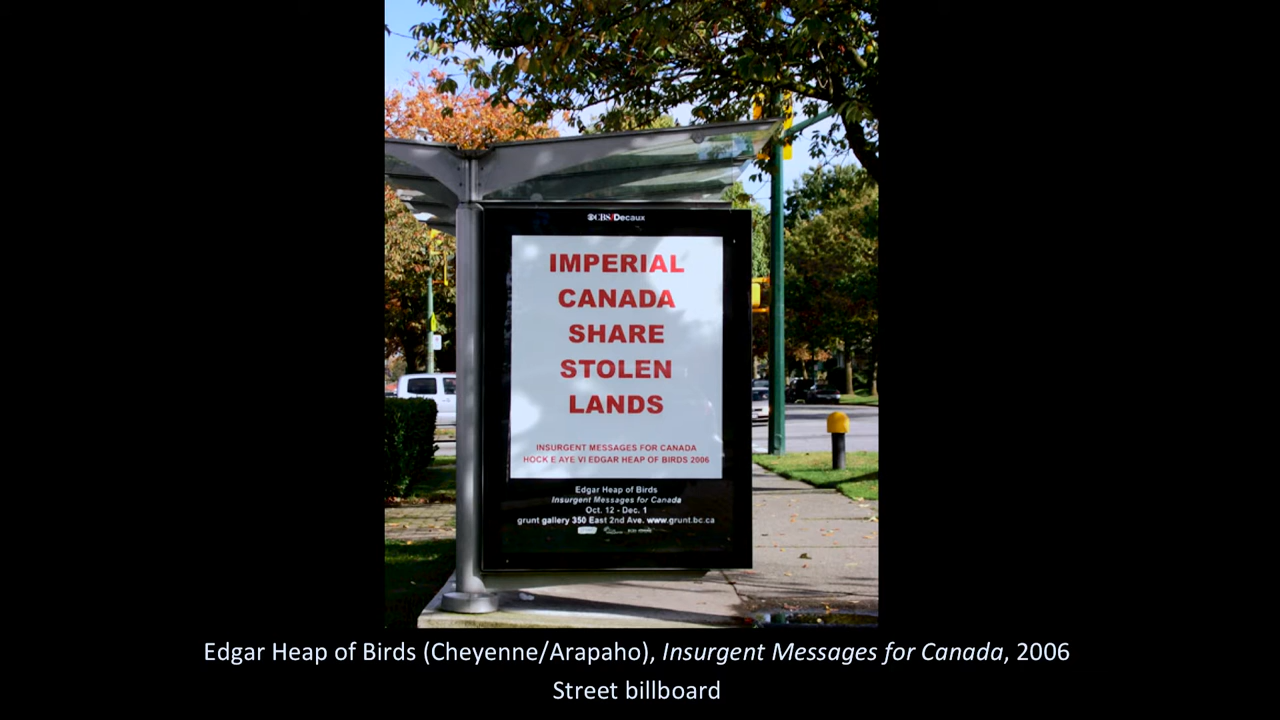 CBS/Decaux
IMPERIAL
CANADA
SHARE
STOLEN
LANDS
INSURGENT MESSAGES FOR CANADA
HOCK E AYE VI EDGAR HEAP OF BIRDS 2006
Edgar Heap of Birds
Insurgent Messages for Canada
Oct. 12 - Dec. 1
grunt gallery 350 East 2nd Ave. www.grunt.bc.ca
Edgar Heap of Birds (Cheyenne/Arapaho), Insurgent Messages for Canada, 2006
Street billboard